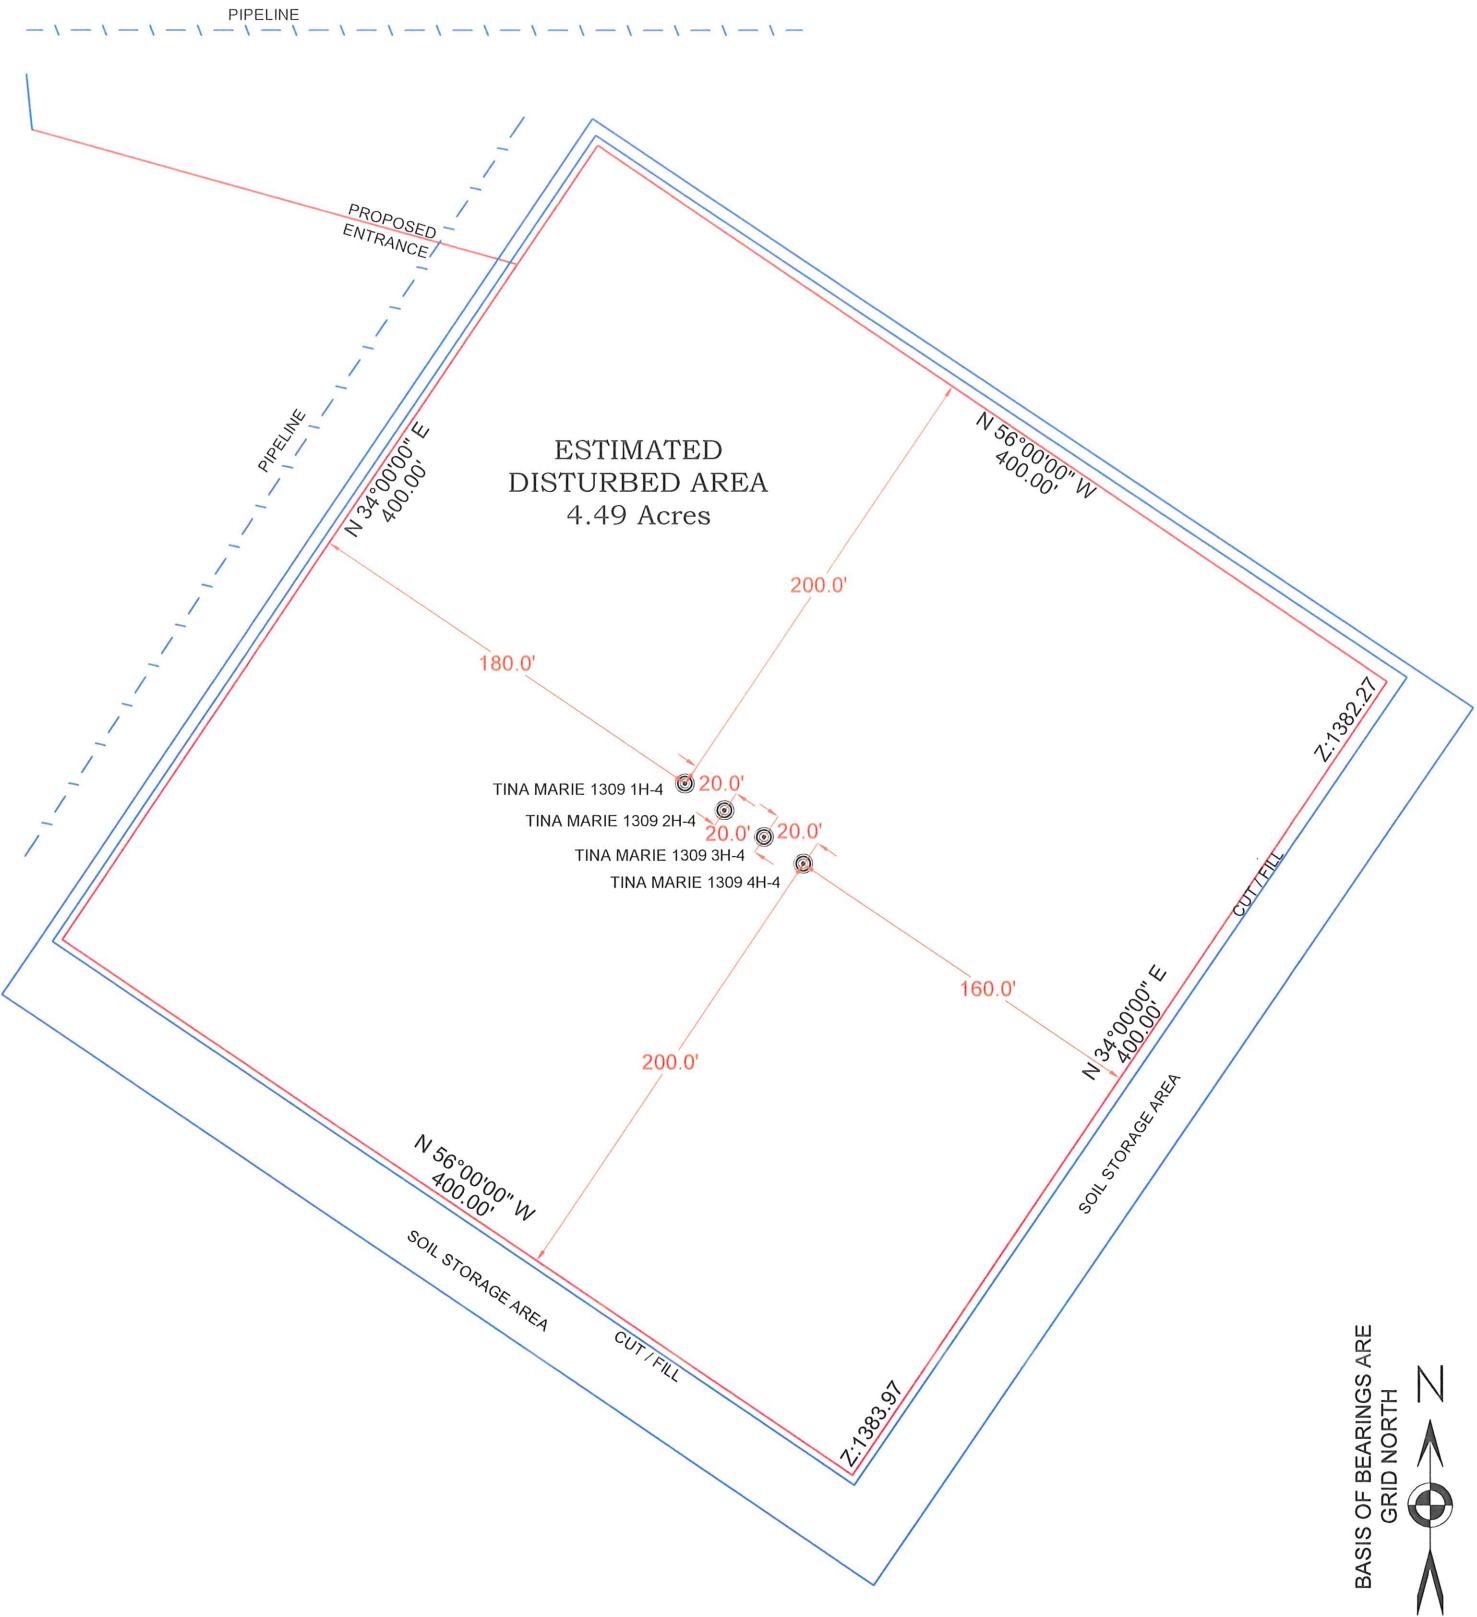 PIPELINE
PROPOSED
ENTRANCE
PIPELINE
N 34°00'00" E
400.00'
ESTIMATED
DISTURBED AREA
4.49 Acres
N 56°00'00" W
400.00'
200.0'
180.0'
Z:1382.27
TINA MARIE 1309 1H-4
20.0'
TINA MARIE 1309 2H-4
20.0'
20.0'
TINA MARIE 1309 3H-4
TINA MARIE 1309 4H-4
CUT / FILL
160.0'
200.0'
N 34°00'00" E
400.00'
SOIL STORAGE AREA
N 56°00'00" W
400.00'
SOIL STORAGE AREA
CUT / FILL
Z:1383.97
BASIS OF BEARINGS ARE
GRID NORTH
N